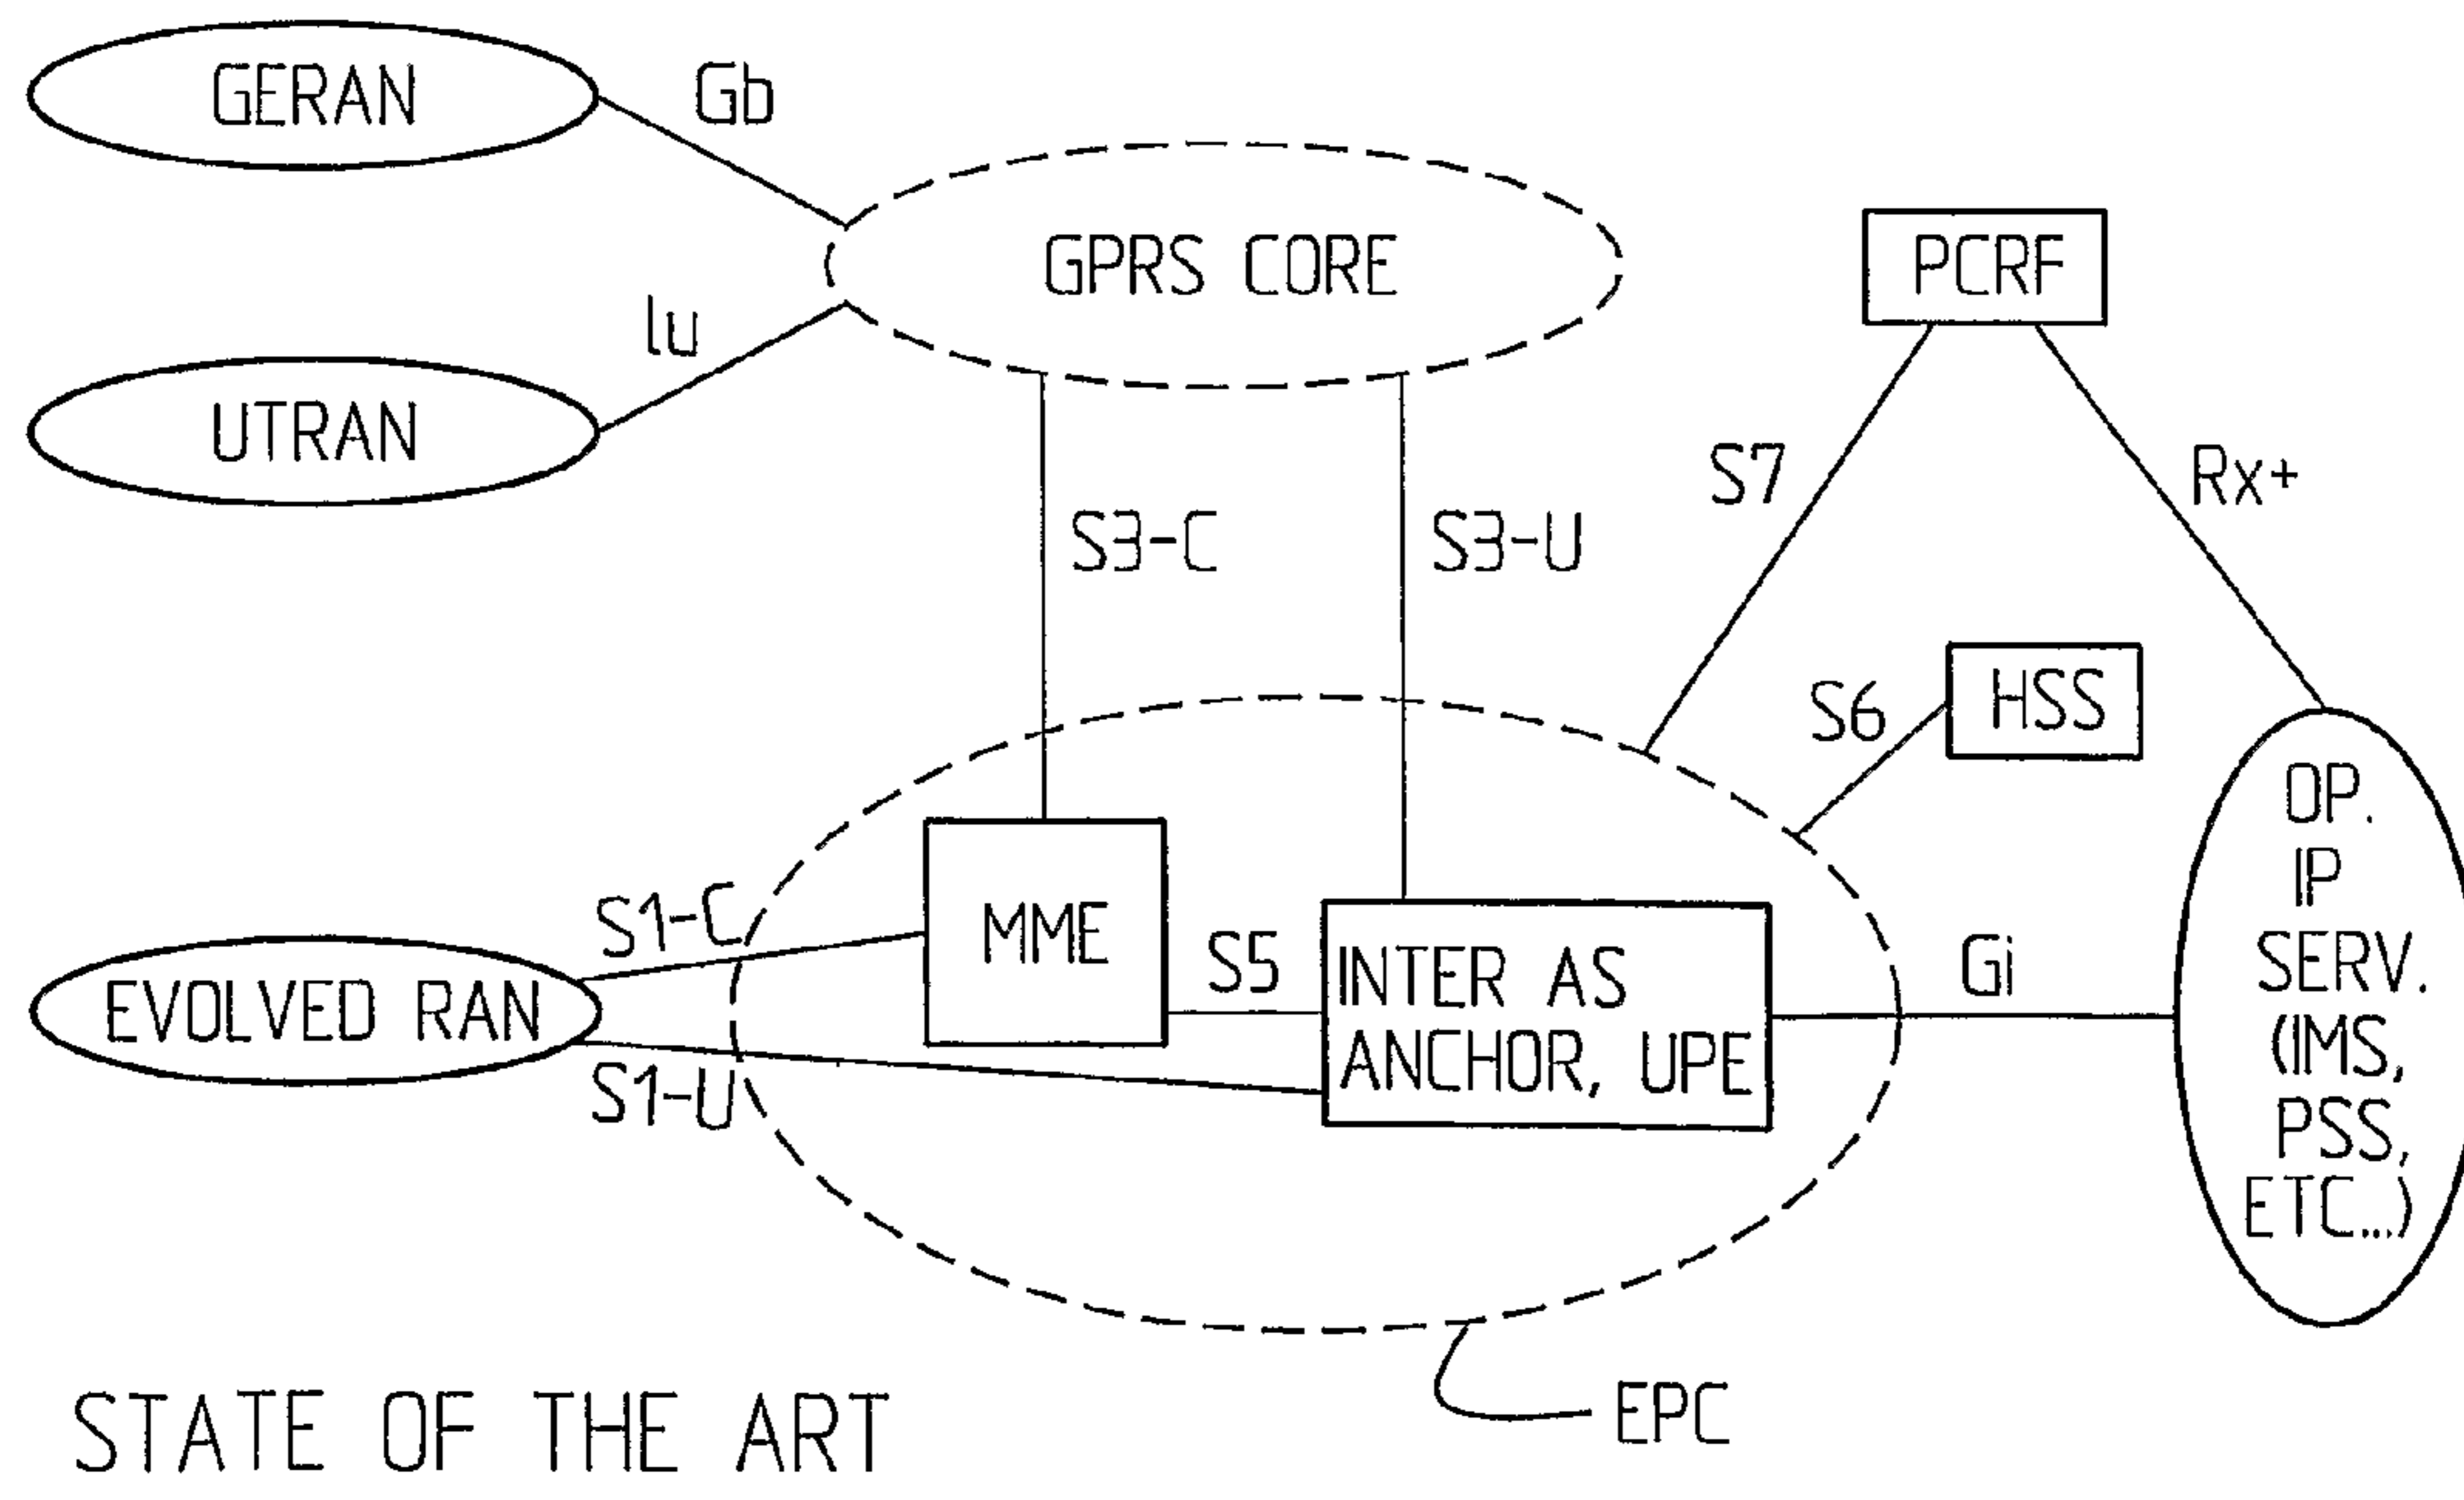 GERAN
Gb
GPRS CORE
PCRF
Iu
UTRAN
S7
Rx+
S3-C
S3-U
S6
HSS
OP.
IP
SERV.
(IMS,
PSS,
ETC...)
S1-C
MME
S5
INTER AS
ANCHOR, UPE
Gi
EVOLVED RAN
S1-U
EPC
STATE OF THE ART